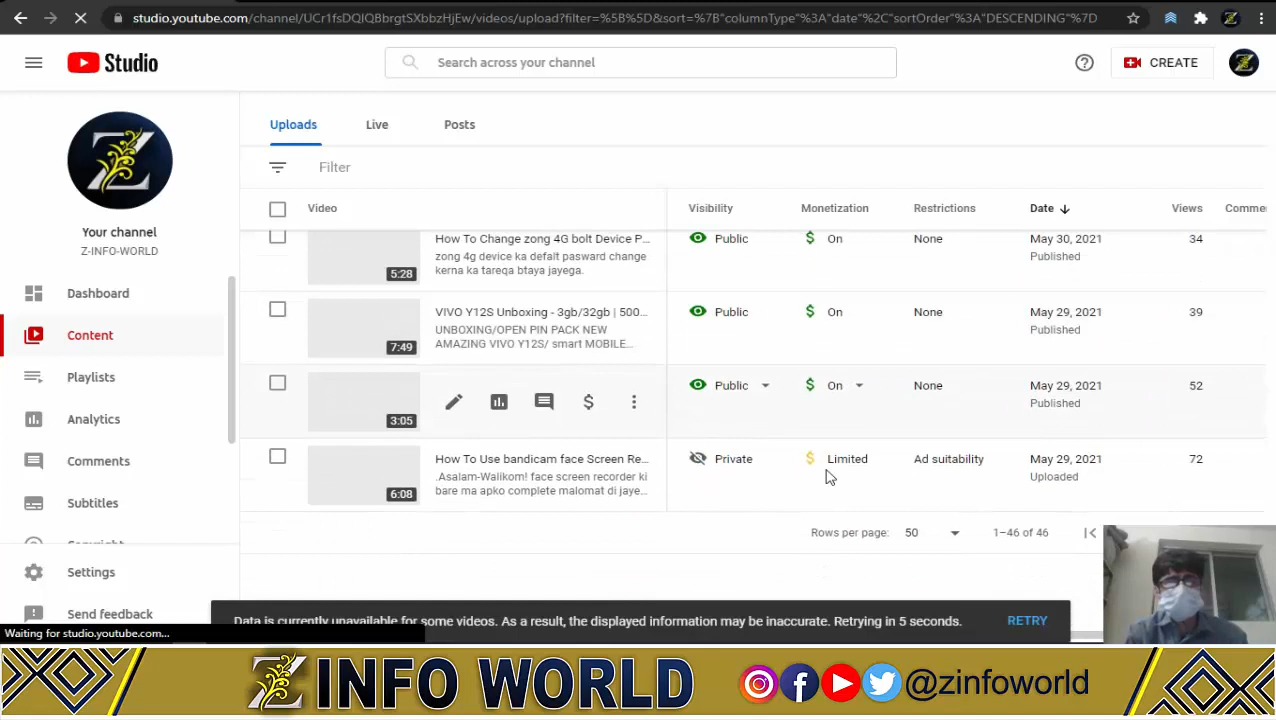 studio.youtube.com/channel/UCr1fsDQIQBbrgtSXbbzHjEw/videos/upload?filter=%5B%5D&sort=%7B"columnType"%3A"date"%2C"sortOrder"%3A"DESCENDING"%7D
Studio
Search across your channel
CREATE
Your channel
Z-INFO-WORLD
Dashboard
Content
Playlists
Analytics
Comments
Subtitles
Settings
Send feedback
Uploads Live Posts
Filter
Video Visibility Monetization Restrictions Date Views Comme
How To Change zong 4G bolt Device P... Public On None May 30, 2021 34
zong 4g device ka defalt pasward change Published
kerna ka tareqa btaya jayega.
5:28
VIVO Y12S Unboxing - 3gb/32gb | 500... Public On None May 29, 2021 39
UNBOXING/OPEN PIN PACK NEW Published
AMAZING VIVO Y12S/ smart MOBILE...
7:49
Public On None May 29, 2021 52
Published
3:05
How To Use bandicam face Screen Re... Private Limited Ad suitability May 29, 2021 72
.Asalam-Walikom! face screen recorder ki Uploaded
bare ma apko complete malomat di jaye...
6:08
Rows per page: 50 1–46 of 46
Data is currently unavailable for some videos. As a result, the displayed information may be inaccurate. Retrying in 5 seconds. RETRY
Waiting for studio.youtube.com...
Z INFO WORLD @zinfoworld